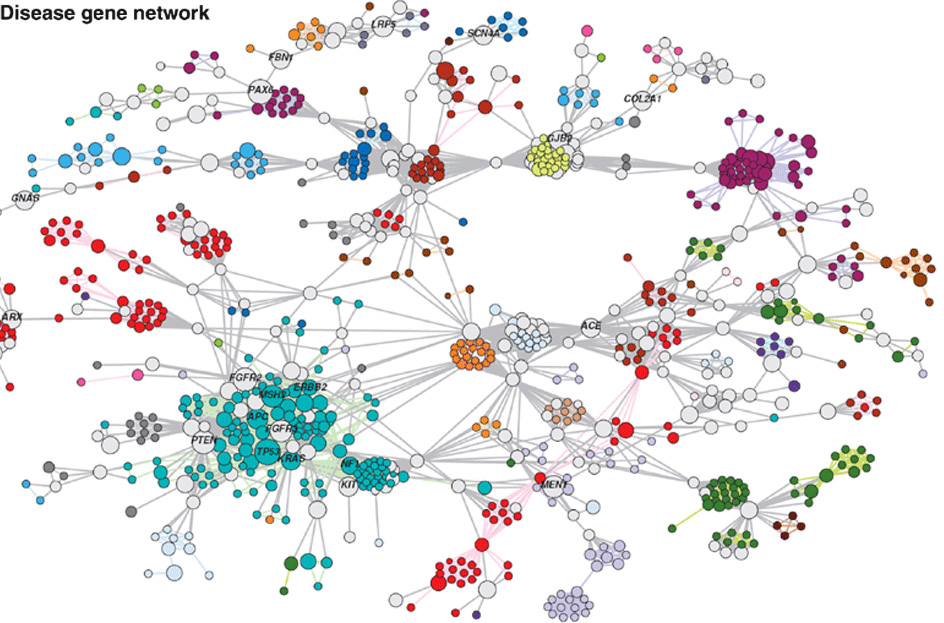 Disease gene network
LRP5
SCN4A
FBN1
PAX6
COL2A1
GJB2
GNAS
ARX
ACE
FGFR2
ERBB2
MSH2
APC
FGFR3
PTEN
TP53
KRAS
NF1
KIT
MEN1